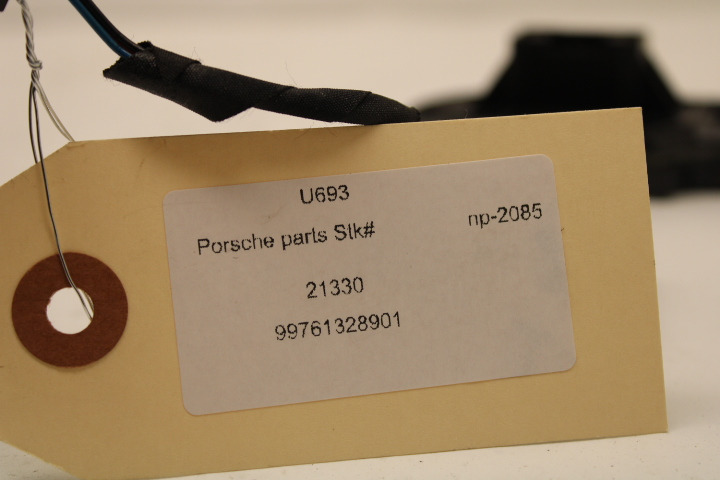 U693
Porsche parts Stk# np-2085
21330
99761328901